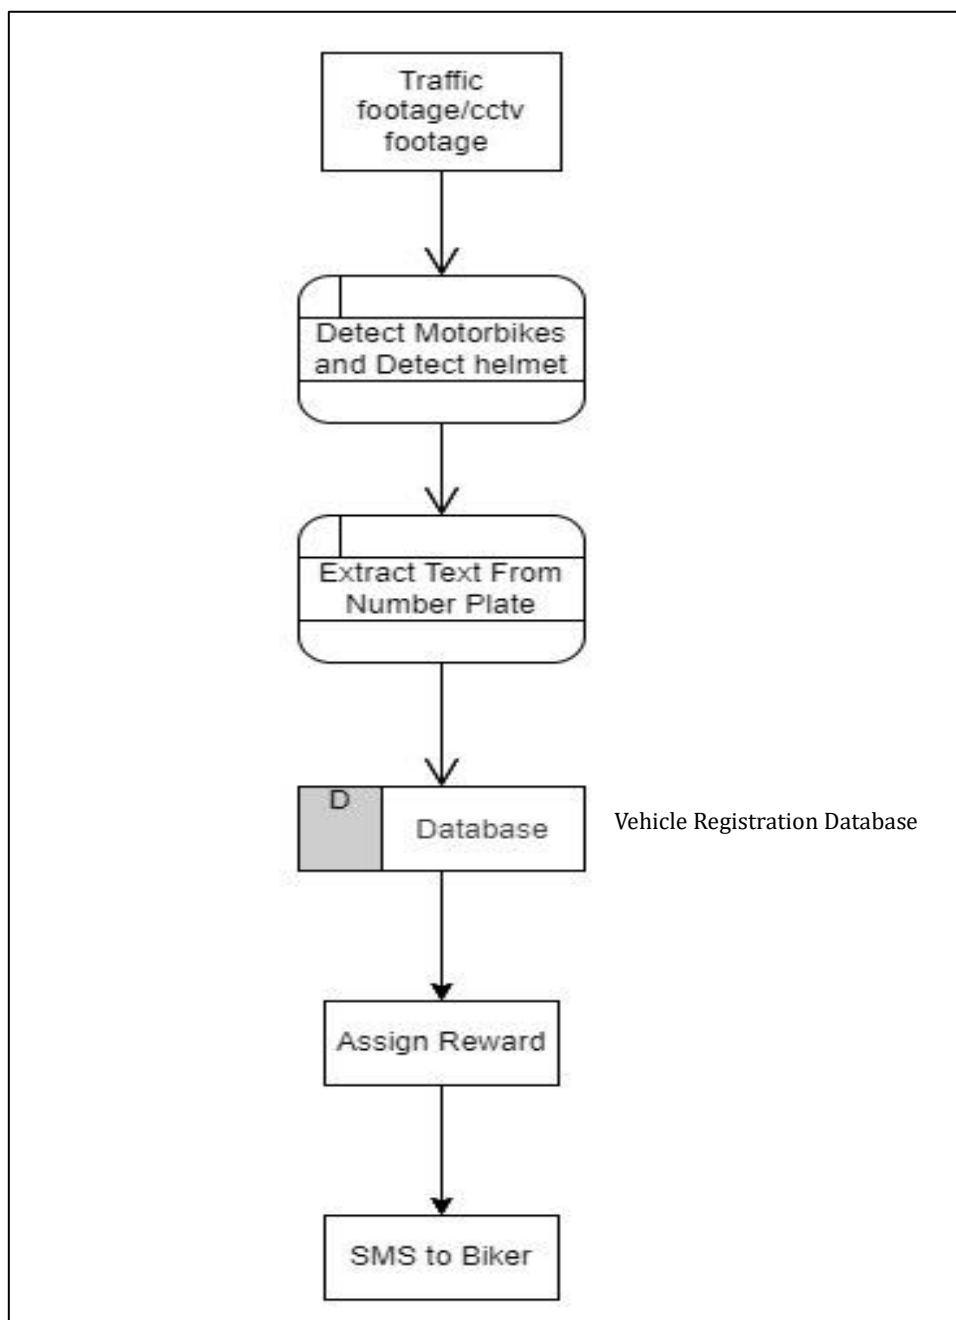 Traffic
footage/cctv
footage
Detect Motorbikes
and Detect helmet
Extract Text From
Number Plate
D
Database
Vehicle Registration Database
Assign Reward
SMS to Biker